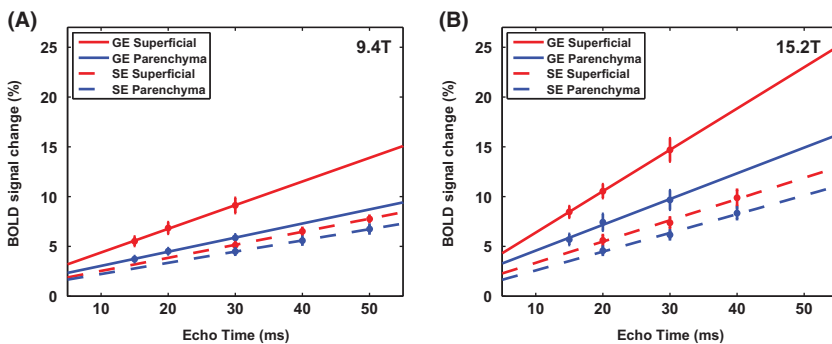 (A)
9.4T
GE Superficial
GE Parenchyma
SE Superficial
SE Parenchyma
25
20
15
10
5
0
BOLD signal change (%)
10 20 30 40 50
Echo Time (ms)
(B)
15.2T
GE Superficial
GE Parenchyma
SE Superficial
SE Parenchyma
25
20
15
10
5
0
BOLD signal change (%)
10 20 30 40 50
Echo Time (ms)